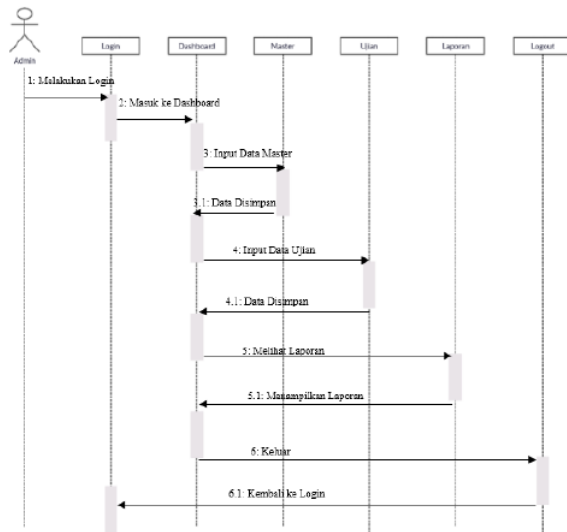 Login
Dashboard
Master
Ujian
Laporan
Logout
Admin
1: Melakukan Login
2: Masuk ke Dashboard
3: Input Data Master
3.1: Data Disimpan
4: Input Data Ujian
4.1: Data Disimpan
5: Melihat Laporan
5.1: Menampilkan Laporan
6: Keluar
6.1: Kembali ke Login